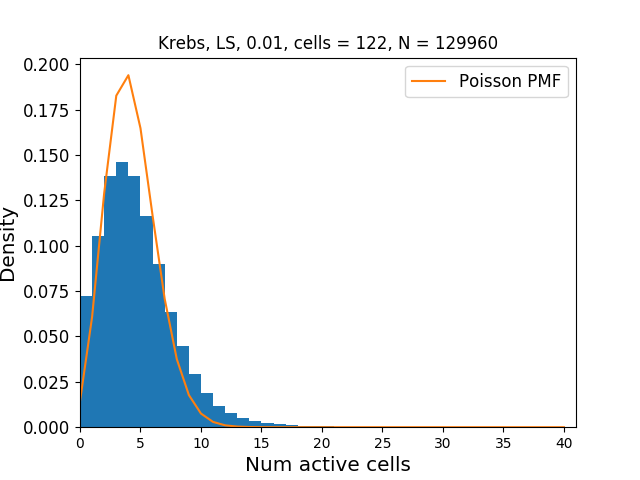 Krebs, LS, 0.01, cells = 122, N = 129960
Poisson PMF
0.200
0.175
0.150
0.125
0.100
0.075
0.050
0.025
0.000
Density
0 5 10 15 20 25 30 35 40
Num active cells